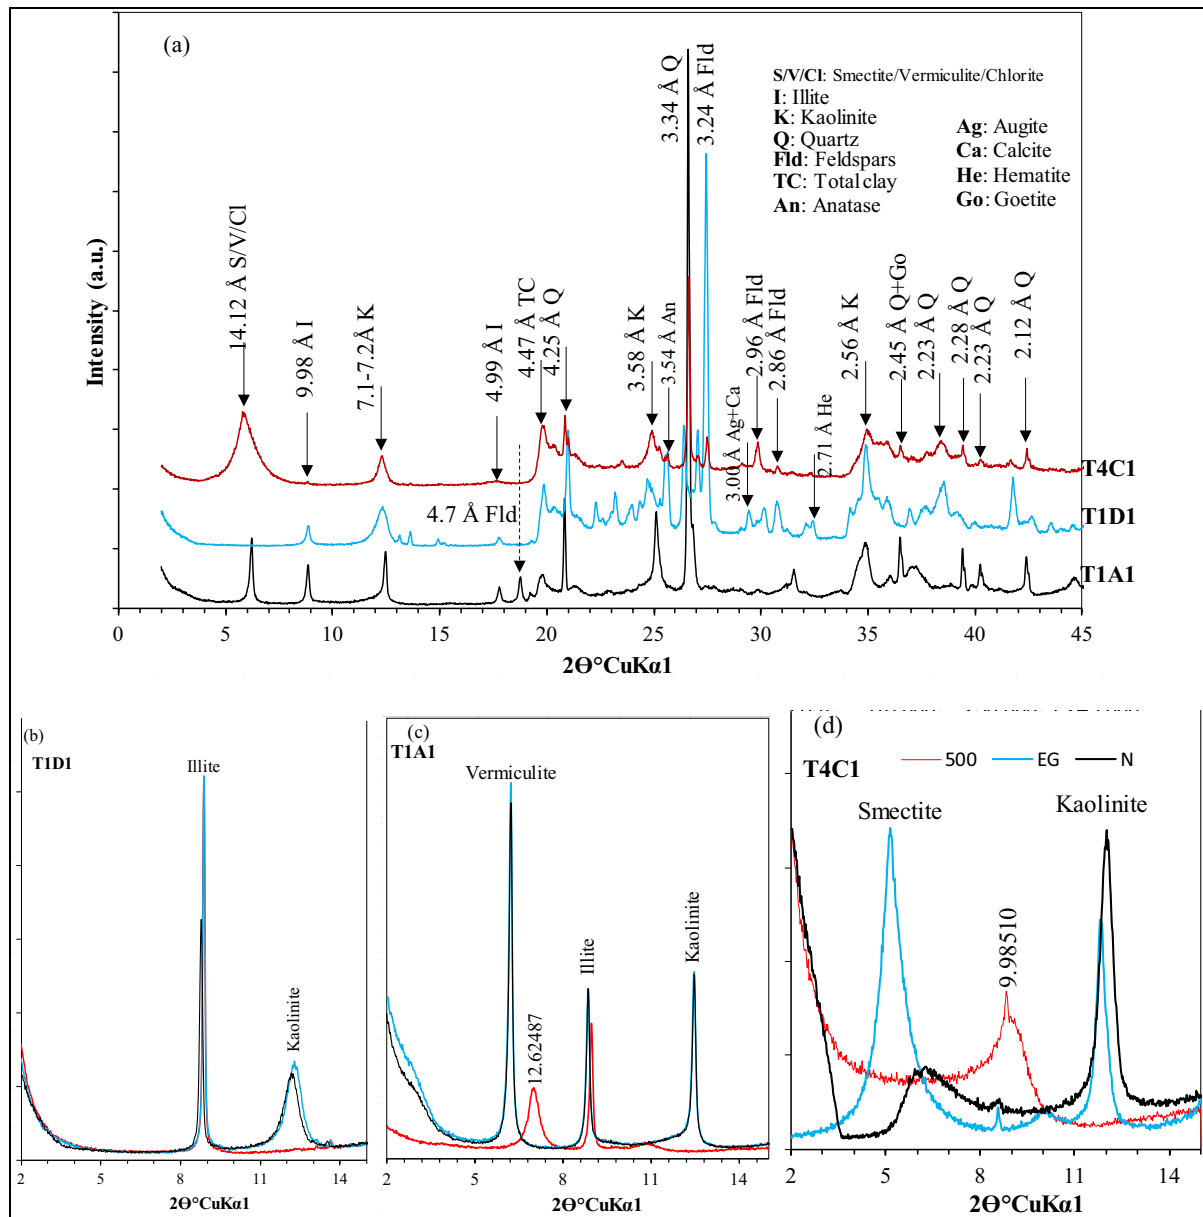 (a)
S/V/Cl: Smectite/Vermiculite/Chlorite
I: Illite
K: Kaolinite
Q: Quartz
Fld: Feldspars
TC: Total clay
An: Anatase
Ag: Augite
Ca: Calcite
He: Hematite
Go: Goetite
Intensity (a.u.)
14.12 Å S/V/Cl
9.98 Å I
7.1-7.2Å K
4.99 Å I
4.7 Å Fld
4.47 Å TC
4.25 Å Q
3.58 K
3.54 Å An
3.34 Å Q
3.24 Å Fld
3.00 Å Ag+Ca
2.96 Å Fld
2.86 Å Fld
2.71 Å He
2.56 Å K
2.45 Å Q+Go
2.23 Å Q
2.28 Å Q
2.23 Å Q
2.12 Å Q
T4C1
T1D1
T1A1
0 5 10 15 20 25 30 35 40 45
2Θ°CuKα1
(b)
T1D1
Illite
Kaolinite
2 5 8 11 14
2Θ°CuKα1
(c)
T1A1
Vermiculite
12.62487
Illite
Kaolinite
2 5 8 11 14
2Θ°CuKα1
(d)
T4C1
500 EG N
Smectite
9.98510
Kaolinite
2 5 8 11 14
2Θ°CuKα1